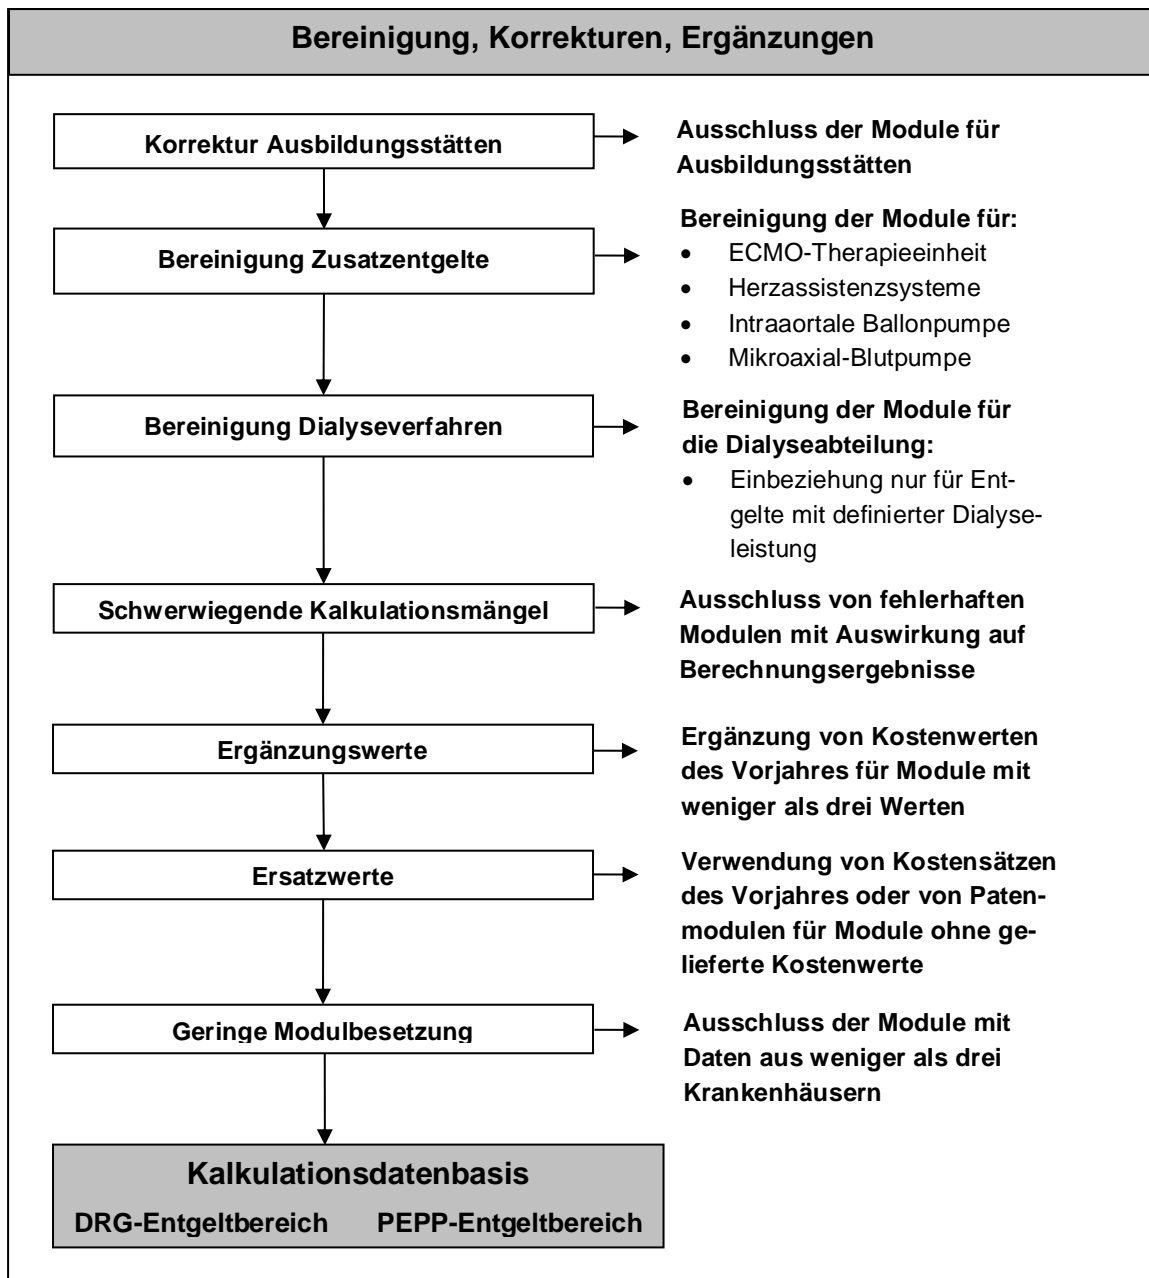 Bereinigung, Korrekturen, Ergänzungen
Korrektur Ausbildungsstätten
Ausschluss der Module für
Ausbildungsstätten
Bereinigung Zusatzentgelte
Bereinigung der Module für:
• ECMO-Therapieeinheit
• Herzassistenzsysteme
• Intraaortale Ballonpumpe
• Mikroaxial-Blutpumpe
Bereinigung Dialyseverfahren
Bereinigung der Module für
die Dialyseabteilung:
• Einbeziehung nur für Ent-
gelte mit definierter Dialyse-
leistung
Schwerwiegende Kalkulationsmängel
Ausschluss von fehlerhaften
Modulen mit Auswirkung auf
Berechnungsergebnisse
Ergänzungswerte
Ergänzung von Kostenwerten
des Vorjahres für Module mit
weniger als drei Werten
Ersatzwerte
Verwendung von Kostensätzen
des Vorjahres oder von Paten-
modulen für Module ohne ge-
lieferte Kostenwerte
Geringe Modulbesetzung
Ausschluss der Module mit
Daten aus weniger als drei
Krankenhäusern
Kalkulationsdatenbasis
DRG-Entgeltbereich PEPP-Entgeltbereich